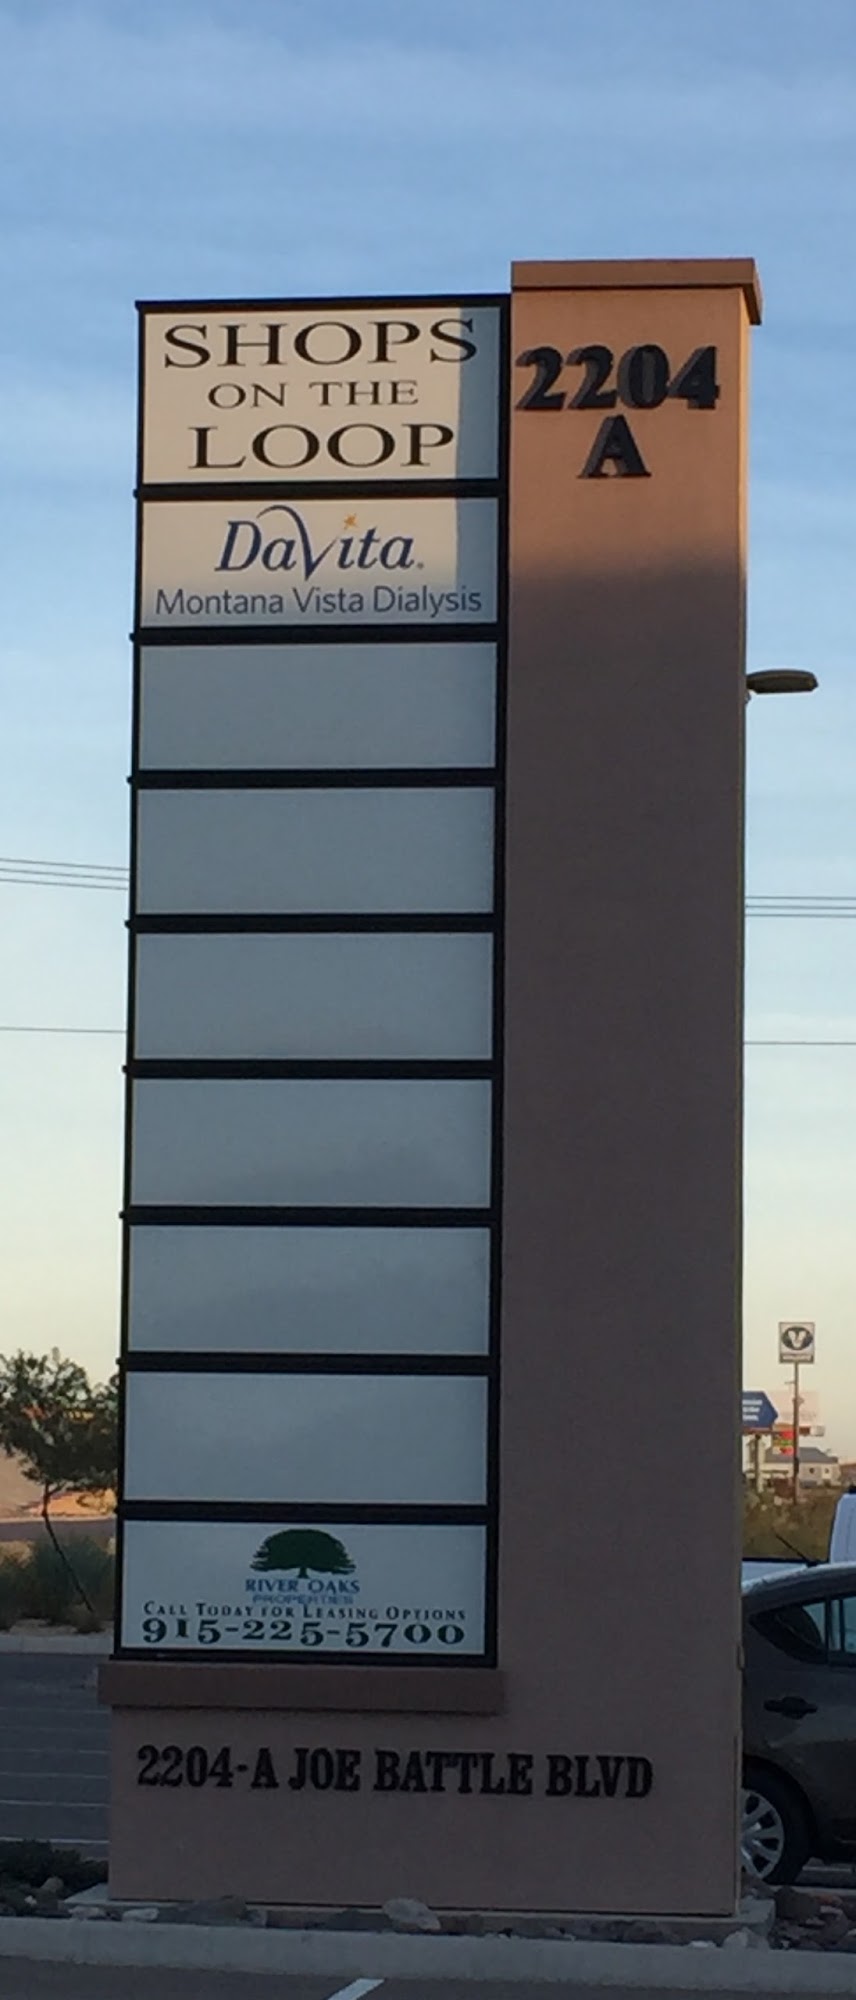 SHOPS
ON THE
LOOP
2204
A
DaVita.
Montana Vista Dialysis
RIVER OAKS
PROPERTIES
CALL TODAY FOR LEASING OPTIONS
915-225-5700
2204-A JOE BATTLE BLVD